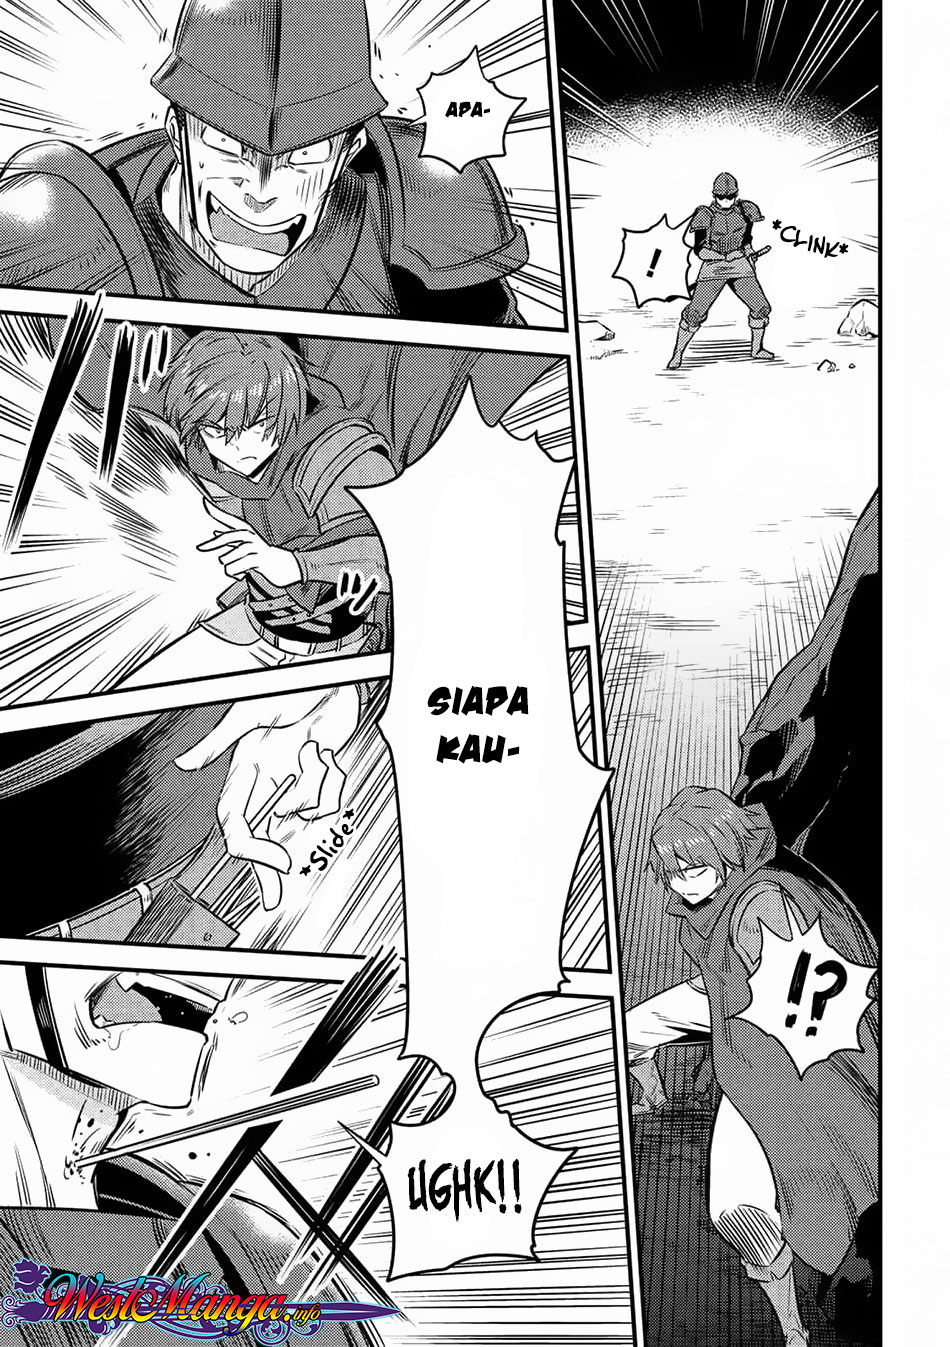 !
*CLINK*
!?
APA-
SIAPA
KAU-
*Slide*
UGHK!!
WestManga.info